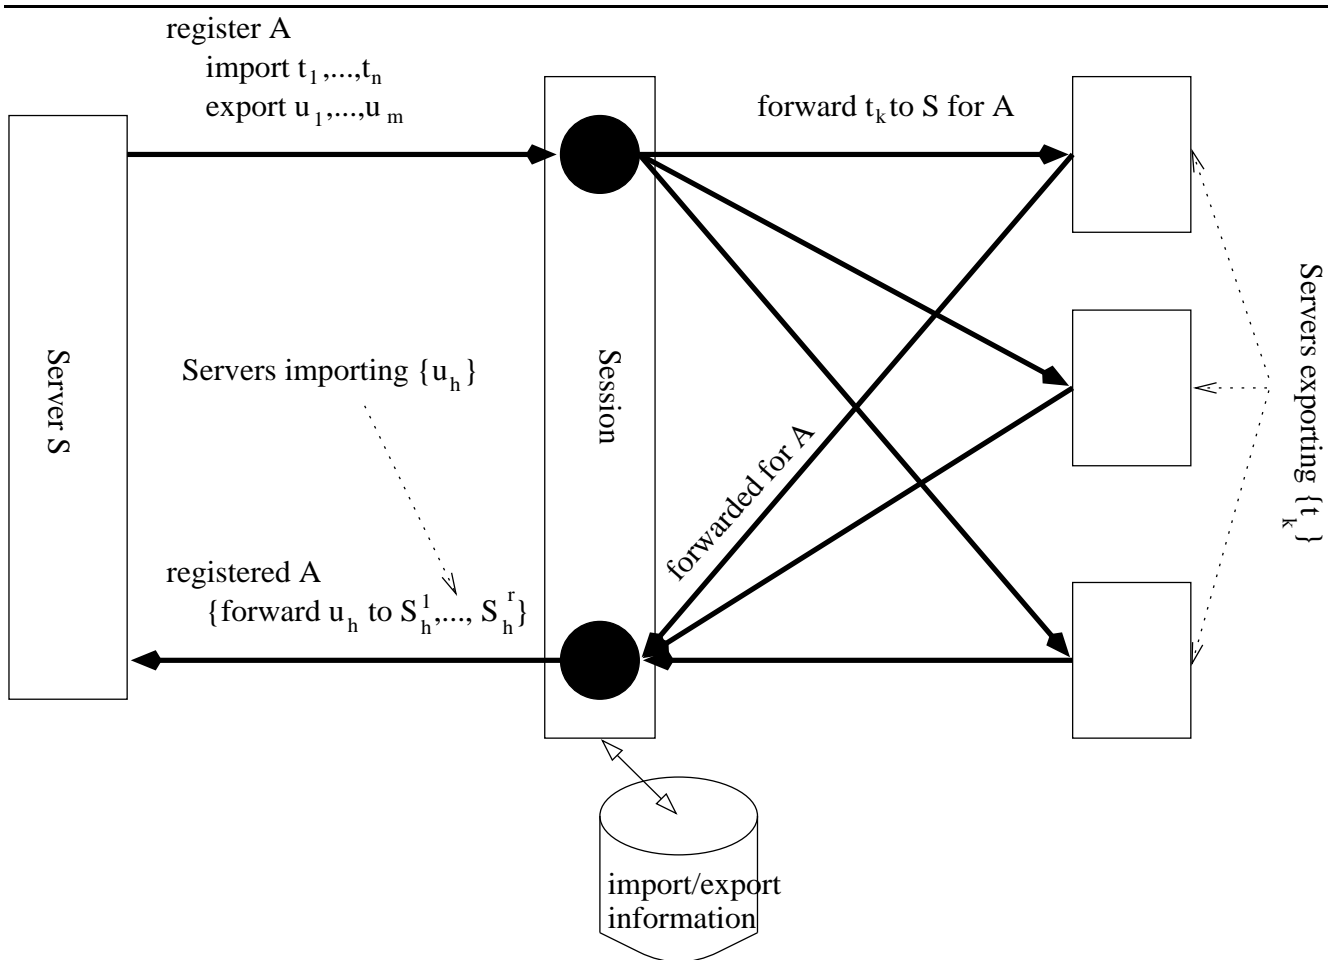 register A
import t₁,...,tₙ
export u₁,...,uₘ
forward tₖ to S for A
Server S
Servers importing {uₕ}
Session
forwarded for A
Servers exporting {tₖ}
registered A
{forward uₕ to Sₕ¹,..., Sₕʳ}
import/export
information